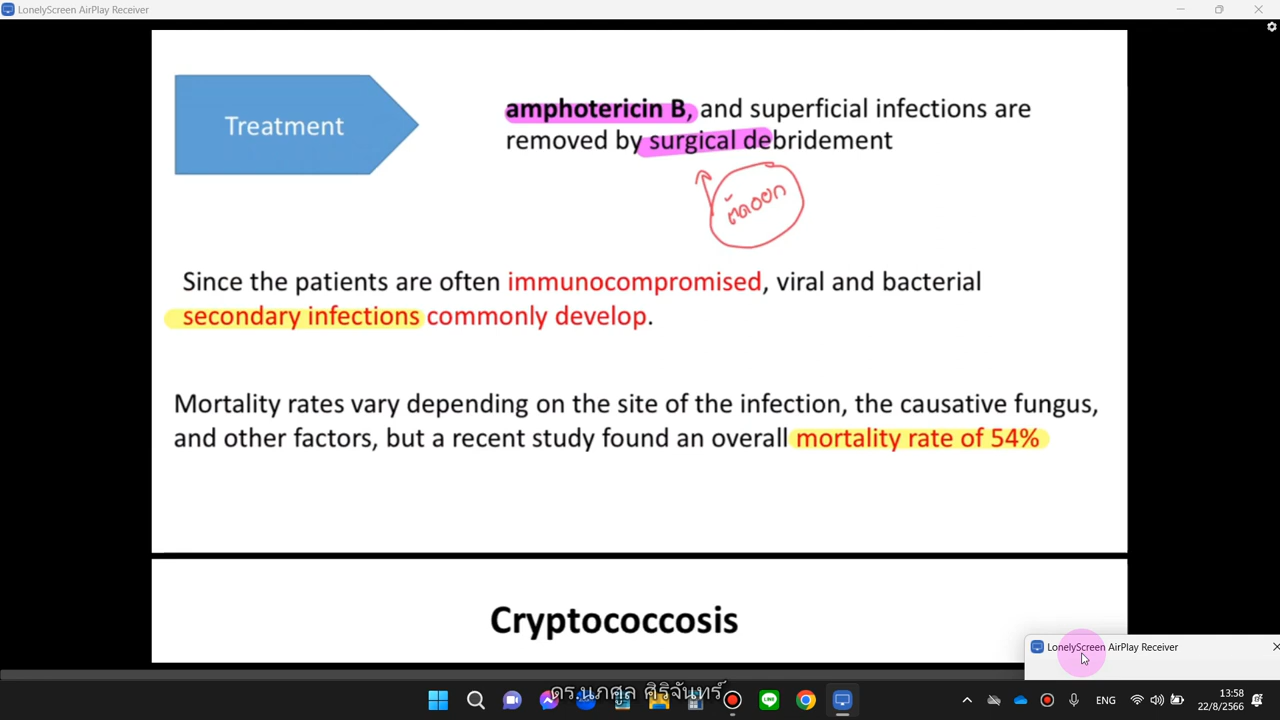 LonelyScreen AirPlay Receiver
Treatment
amphotericin B, and superficial infections are
removed by surgical debridement
ตัดออก
Since the patients are often immunocompromised, viral and bacterial
secondary infections commonly develop.
Mortality rates vary depending on the site of the infection, the causative fungus,
and other factors, but a recent study found an overall mortality rate of 54%
Cryptococcosis
LonelyScreen AirPlay Receiver
ดร.นภศูล ศิริจันทร์
ENG
13:58
22/8/2566